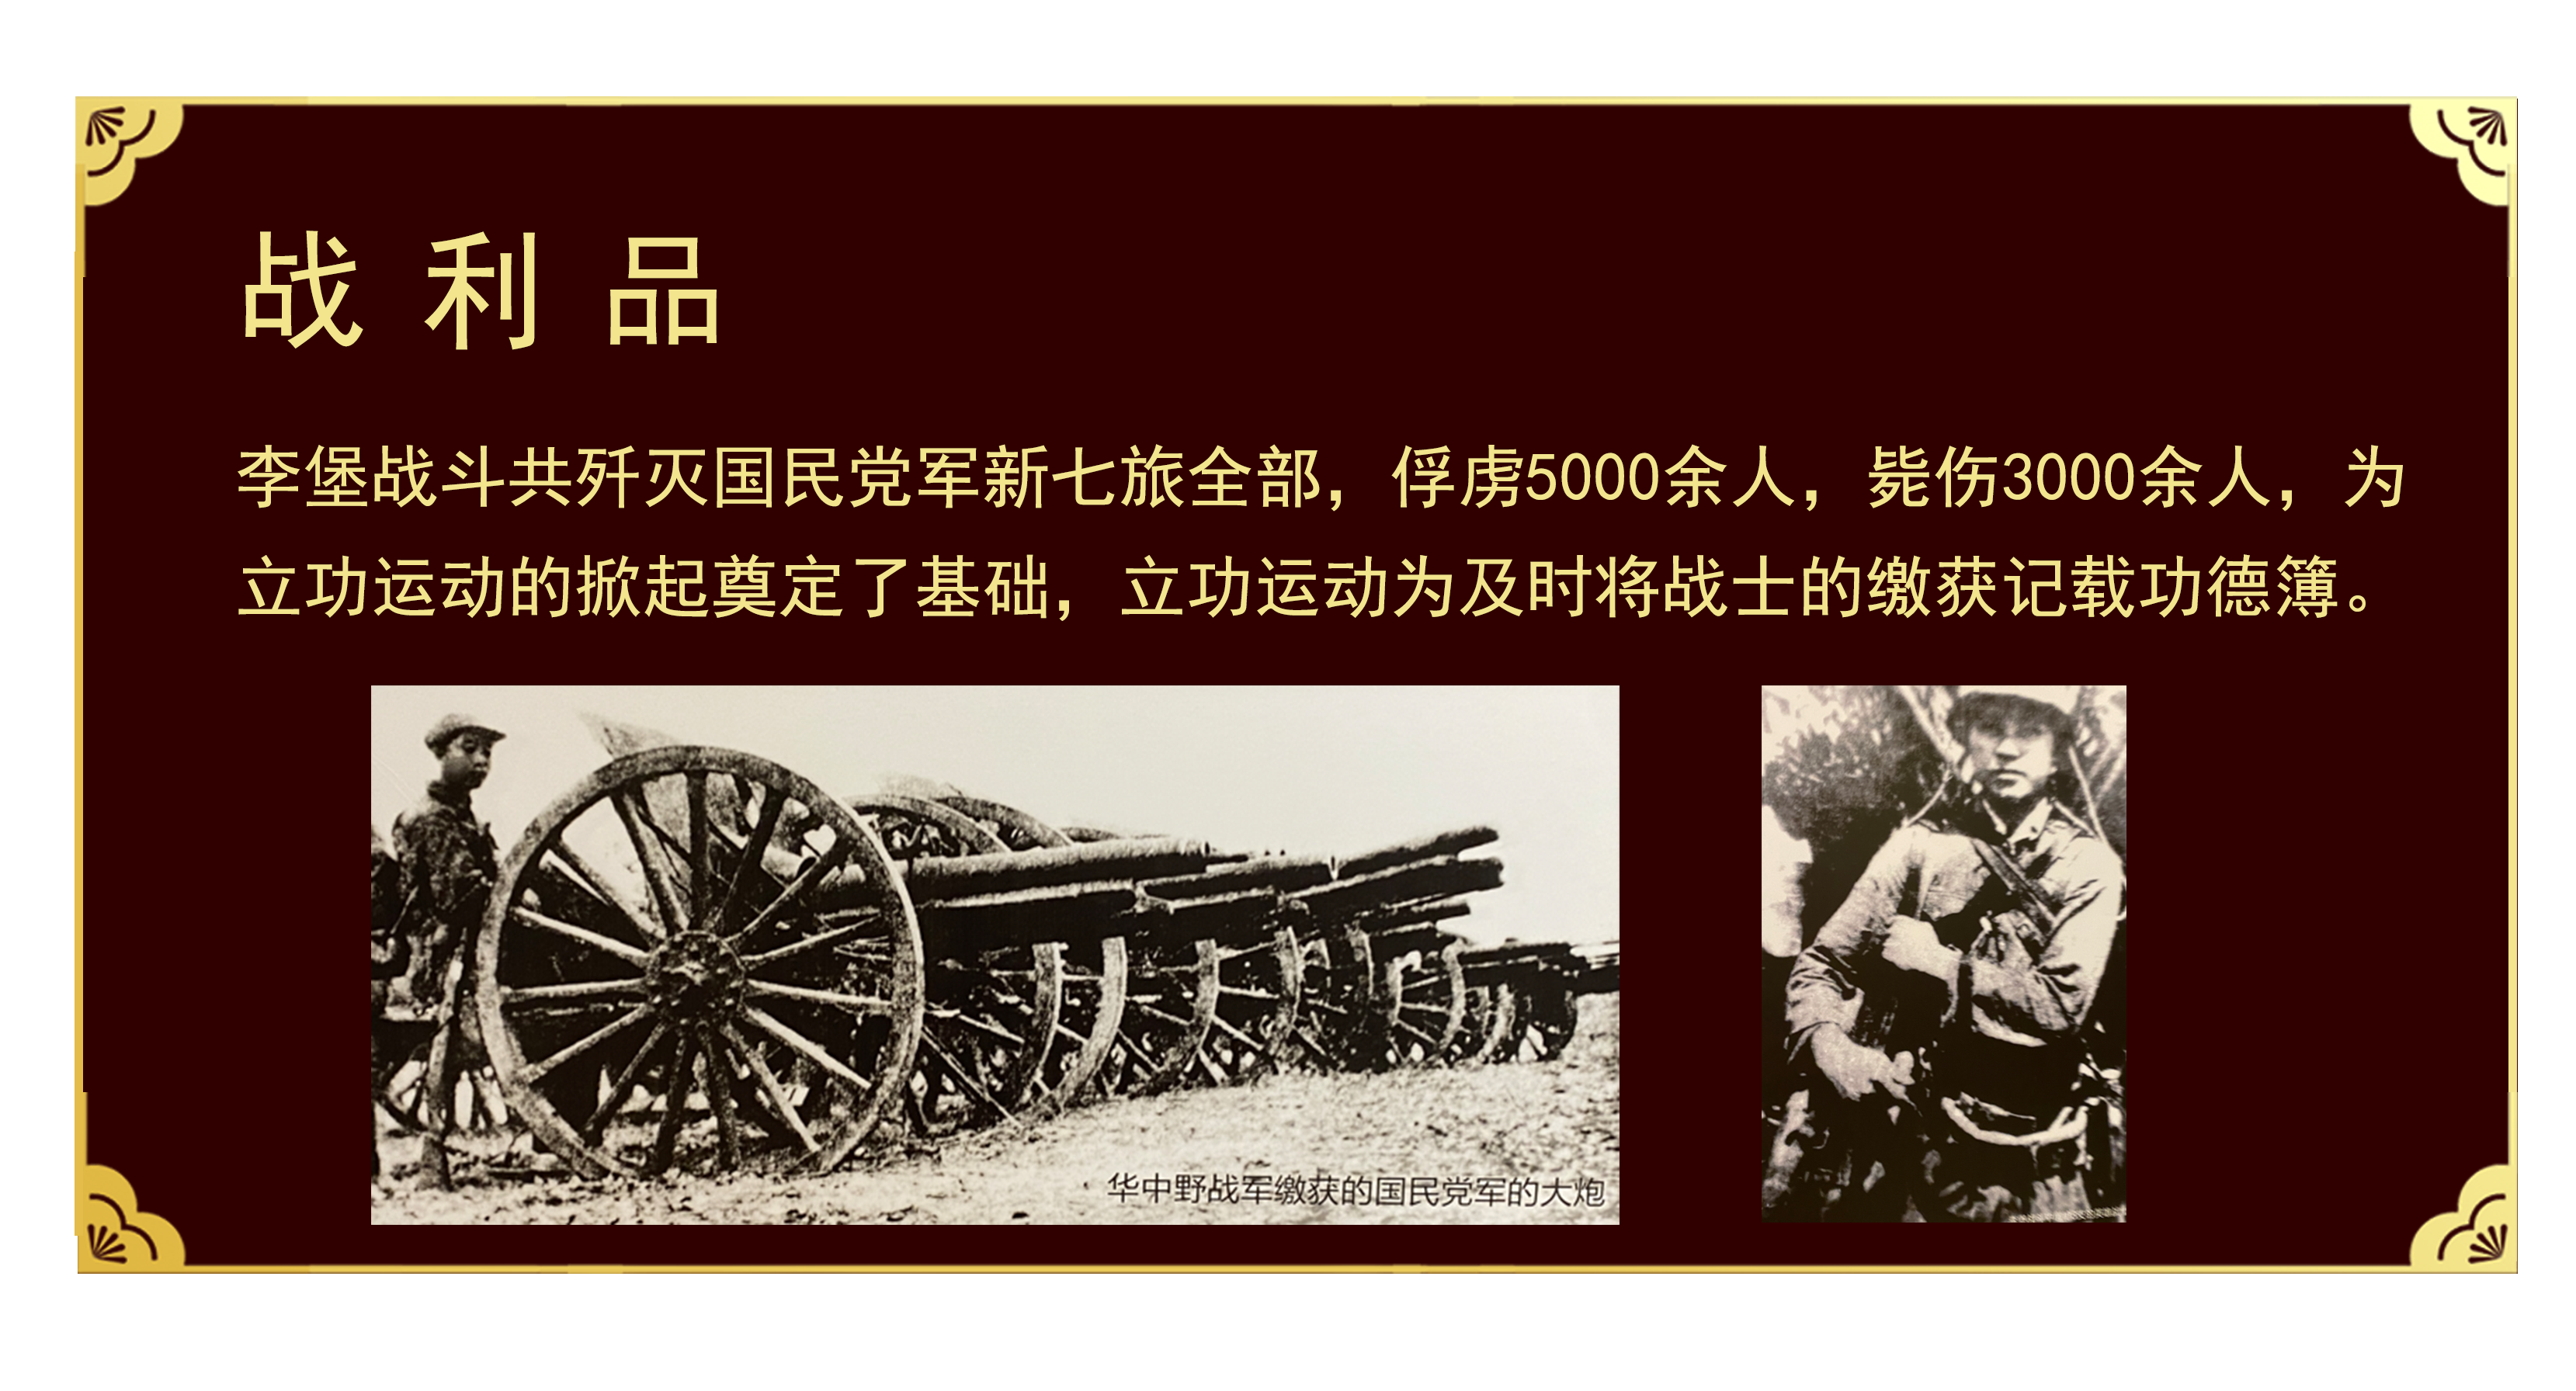 战利品
李堡战斗共歼灭国民党军新七旅全部，俘虏5000余人，毙伤3000余人，为
立功运动的掀起奠定了基础，立功运动为及时将战士的缴获记载功德簿。
华中野战军缴获的国民党军的大炮